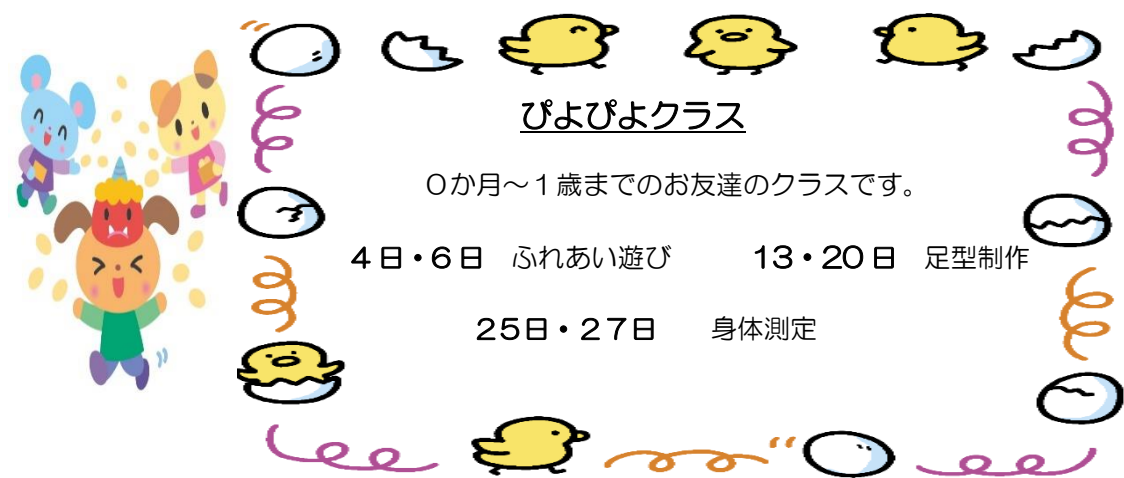 ぴよぴよクラス
０か月～１歳までのお友達のクラスです。
４日・６日　ふれあい遊び　　　13・20日　足型制作
２５日・２７日　　身体測定